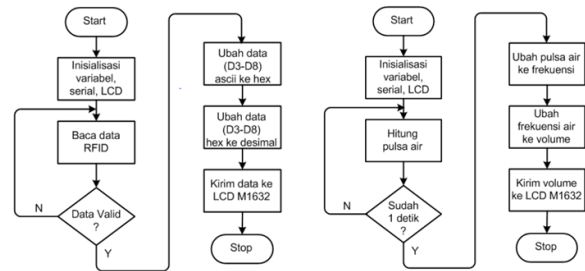 Start
Inisialisasi
variabel,
serial, LCD
Baca data
RFID
Data Valid
?
N
Y
Ubah data
(D3-D8)
ascii ke hex
Ubah data
(D3-D8)
hex ke desimal
Kirim data ke
LCD M1632
Stop
Start
Inisialisasi
variabel,
serial, LCD
Hitung
pulsa air
Sudah
1 detik
?
N
Y
Ubah pulsa air
ke frekuensi
Ubah
frekuensi air
ke volume
Kirim volume
ke LCD M1632
Stop